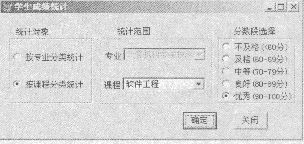 学生成绩统计
统计对象
按专业分类统计
按课程分类统计
统计范围
专业
课程 软件工程
分数段选择
不及格(<60分)
及格(60-69分)
中等(70-79分)
良好(80-89分)
优秀(90-100分)
确定
关闭